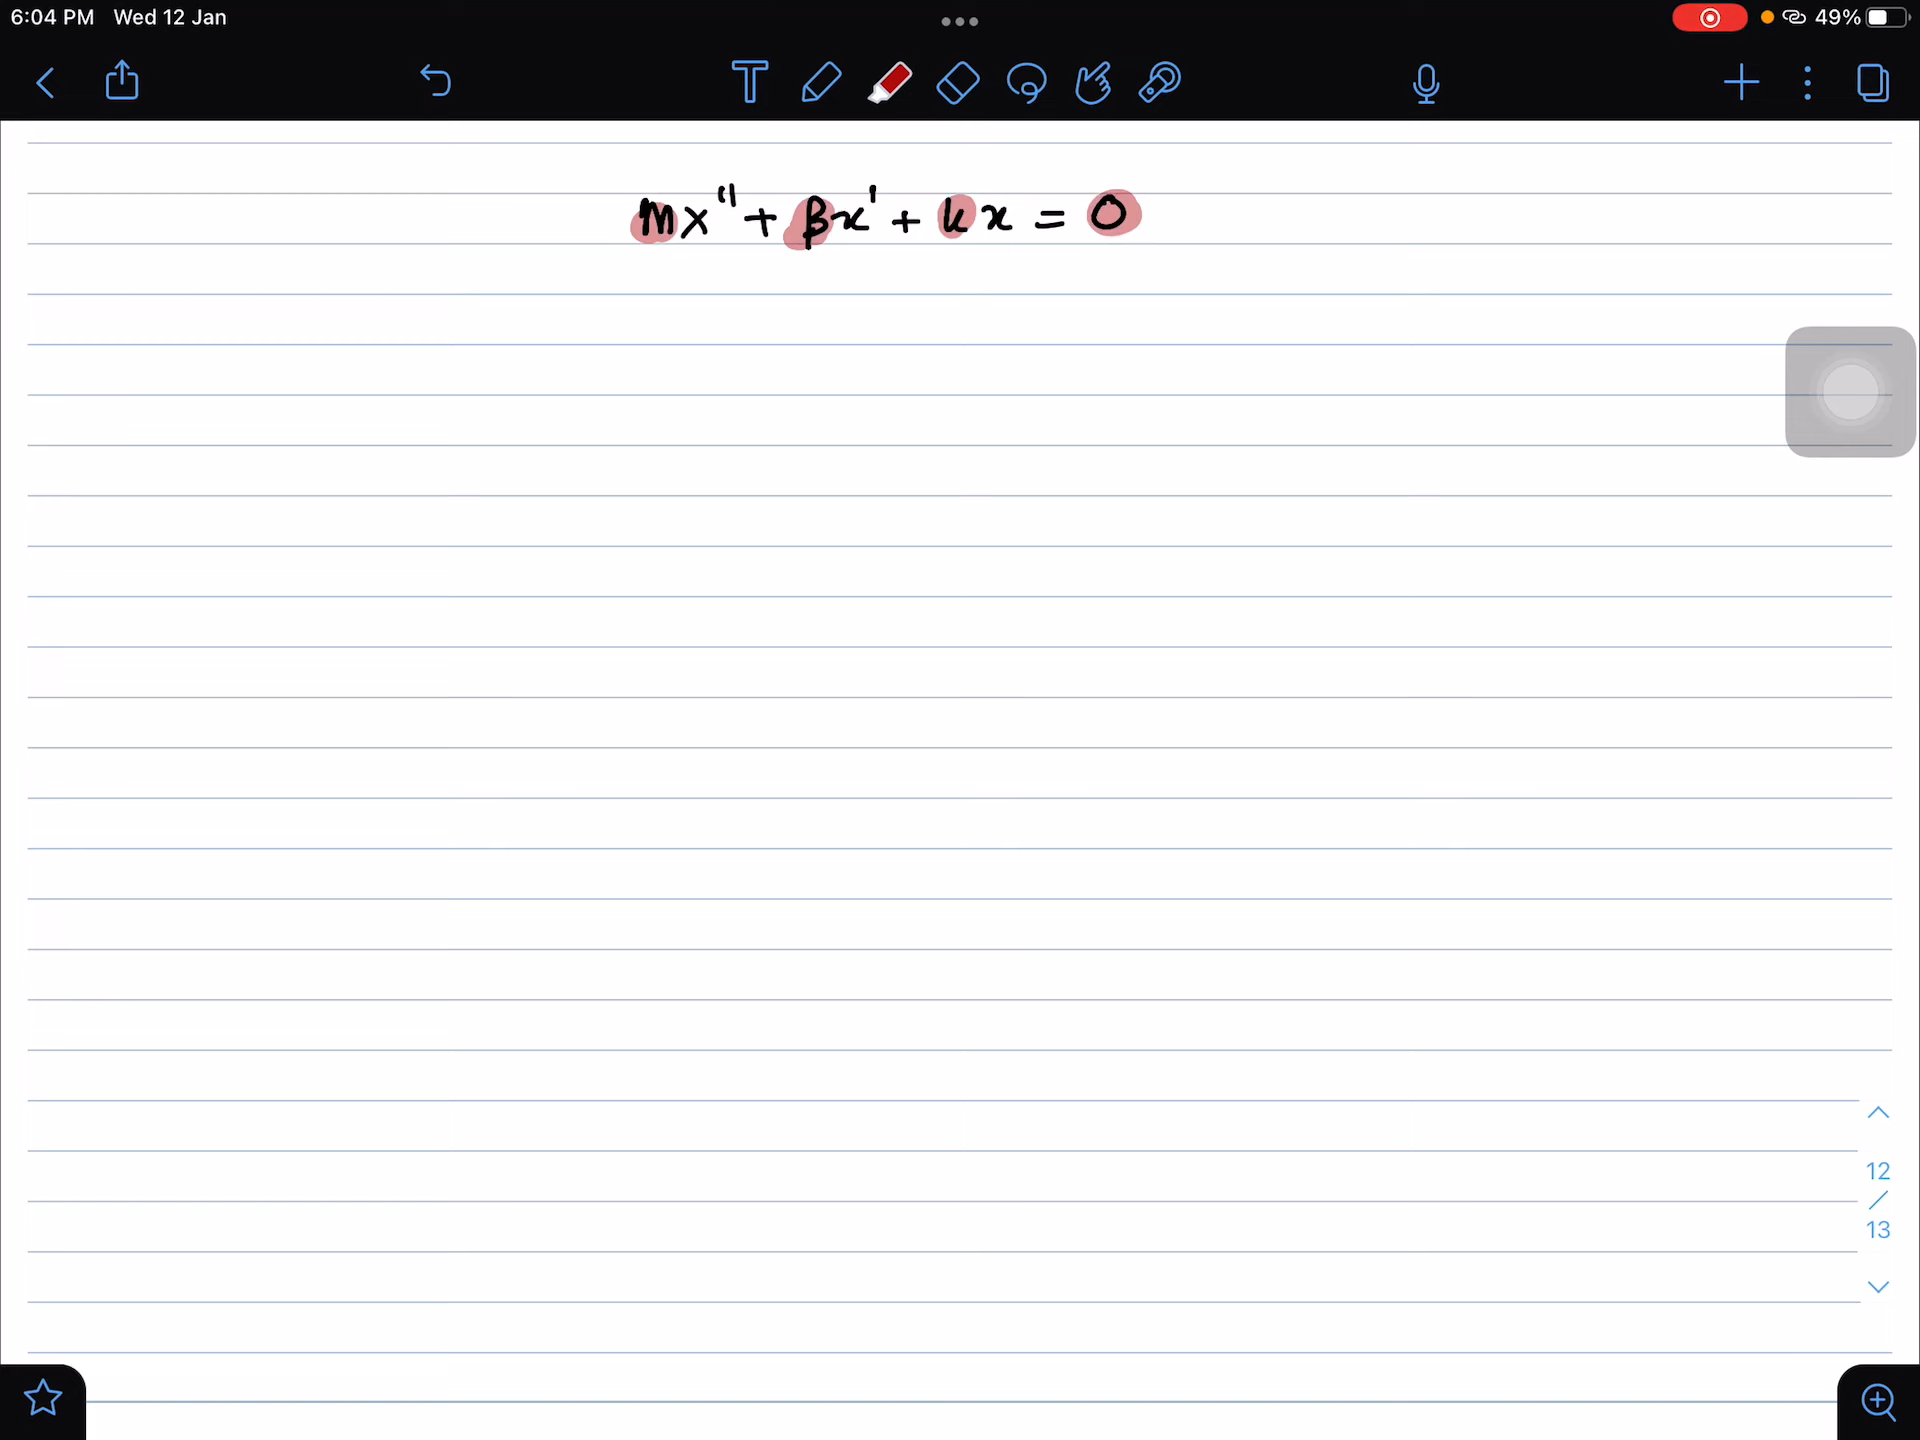 6:04 PM Wed 12 Jan
49%
mx" + βx' + kx = 0
12
/
13